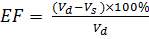 EF = (V_d−V_s)×100% / V_d